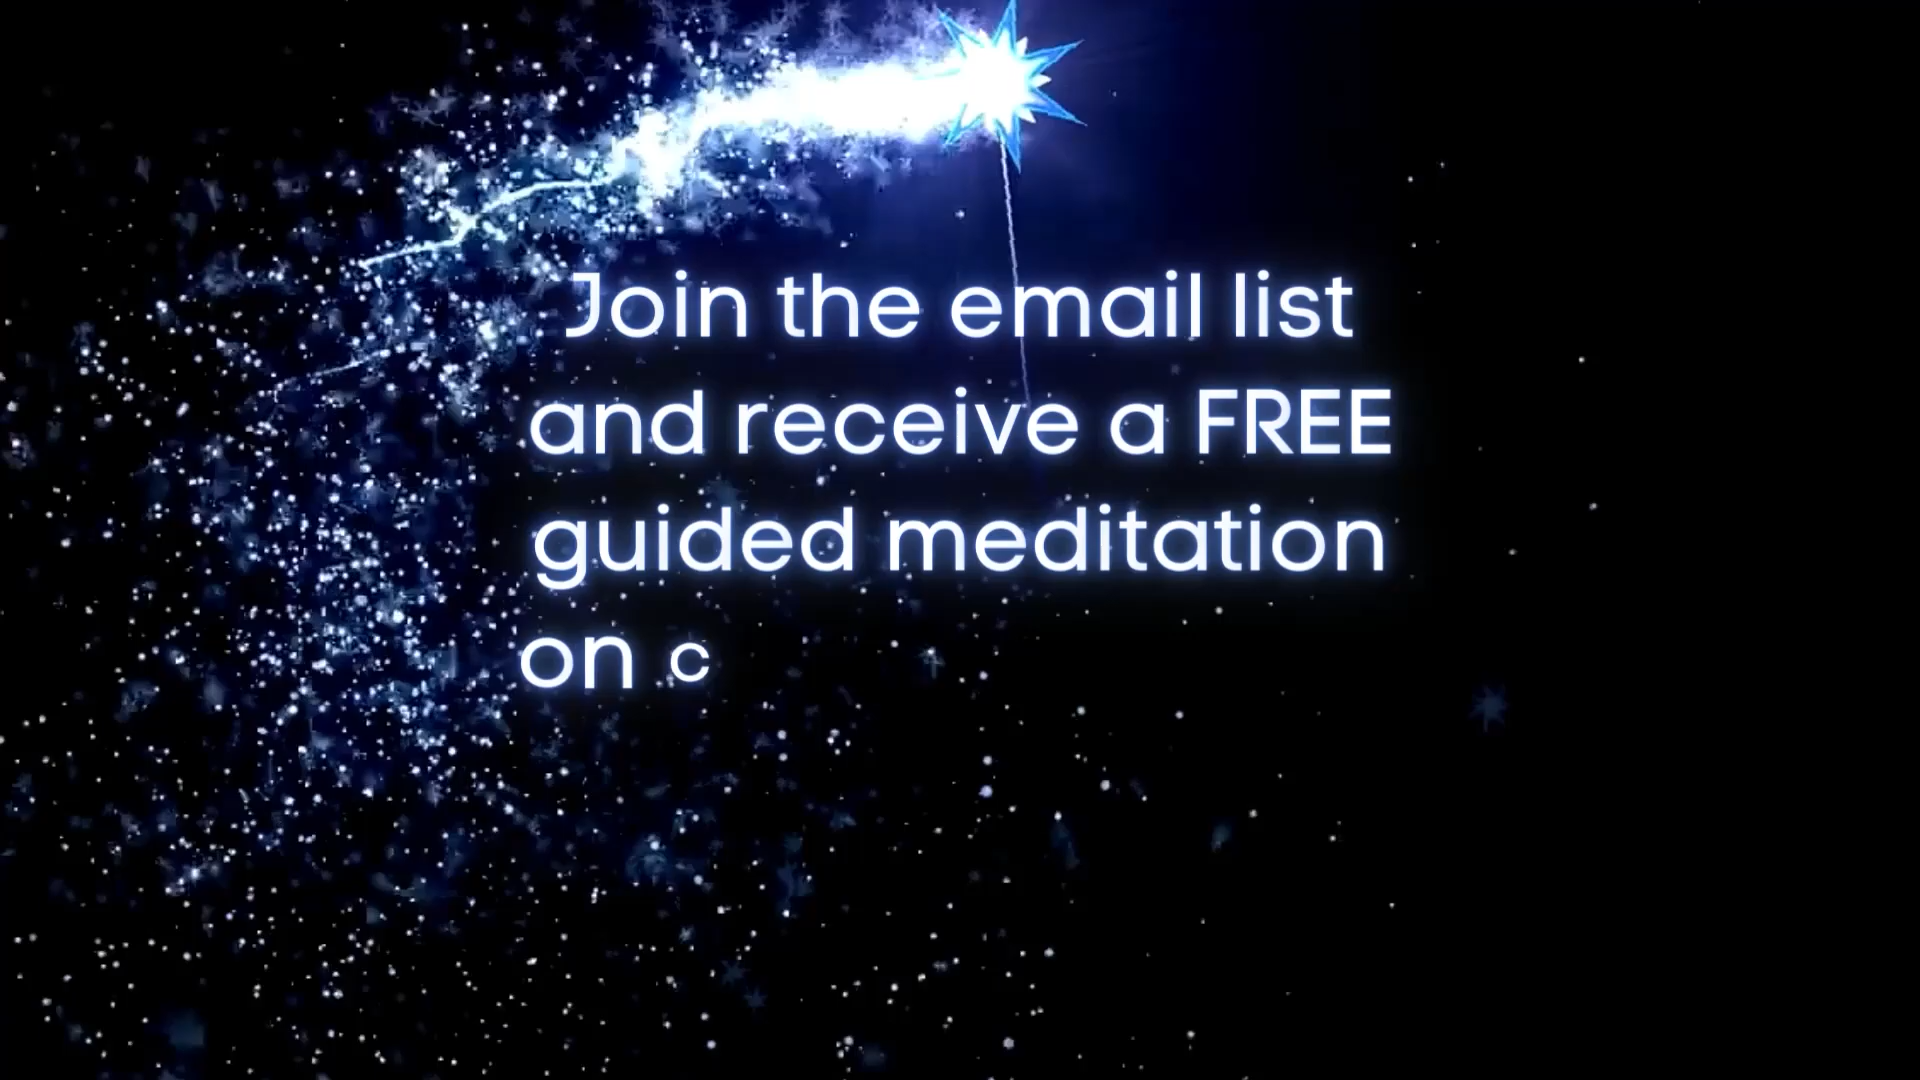 Join the email list
and receive a FREE
guided meditation
on c